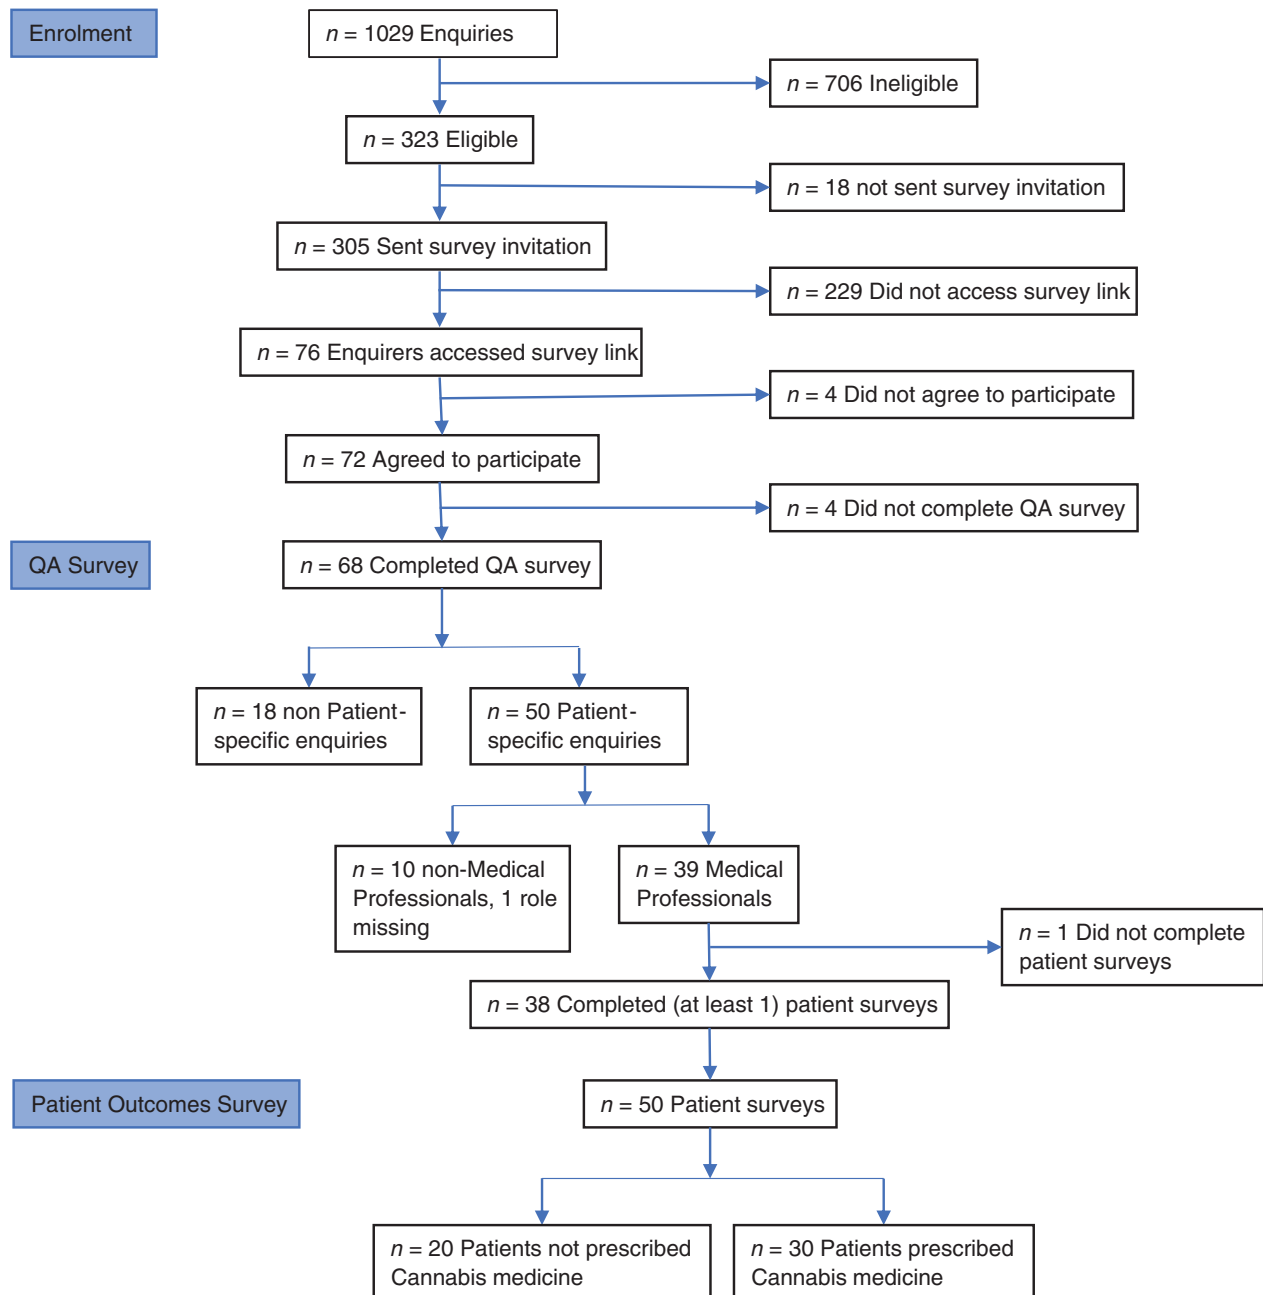 Enrolment
n = 1029 Enquiries
n = 706 Ineligible
n = 323 Eligible
n = 18 not sent survey invitation
n = 305 Sent survey invitation
n = 229 Did not access survey link
n = 76 Enquirers accessed survey link
n = 4 Did not agree to participate
n = 72 Agreed to participate
n = 4 Did not complete QA survey
QA Survey
n = 68 Completed QA survey
n = 18 non Patient-
specific enquiries
n = 50 Patient-
specific enquiries
n = 10 non-Medical
Professionals, 1 role
missing
n = 39 Medical
Professionals
n = 1 Did not complete
patient surveys
n = 38 Completed (at least 1) patient surveys
Patient Outcomes Survey
n = 50 Patient surveys
n = 20 Patients not prescribed
Cannabis medicine
n = 30 Patients prescribed
Cannabis medicine